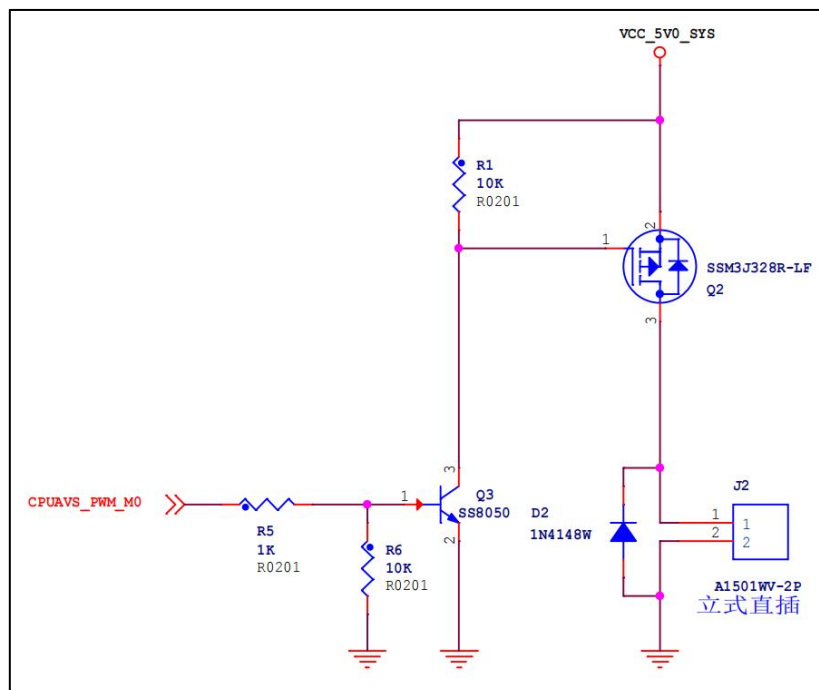 VCC_5V0_SYS
R1
10K
R0201
1
2
SSM3J328R-LF
Q2
3
CPUAVS_PWM_M0
R5
1K
R0201
1
3
Q3
SS8050
2
R6
10K
R0201
D2
1N4148W
J2
1
1
2
2
A1501WV-2P
立式直插